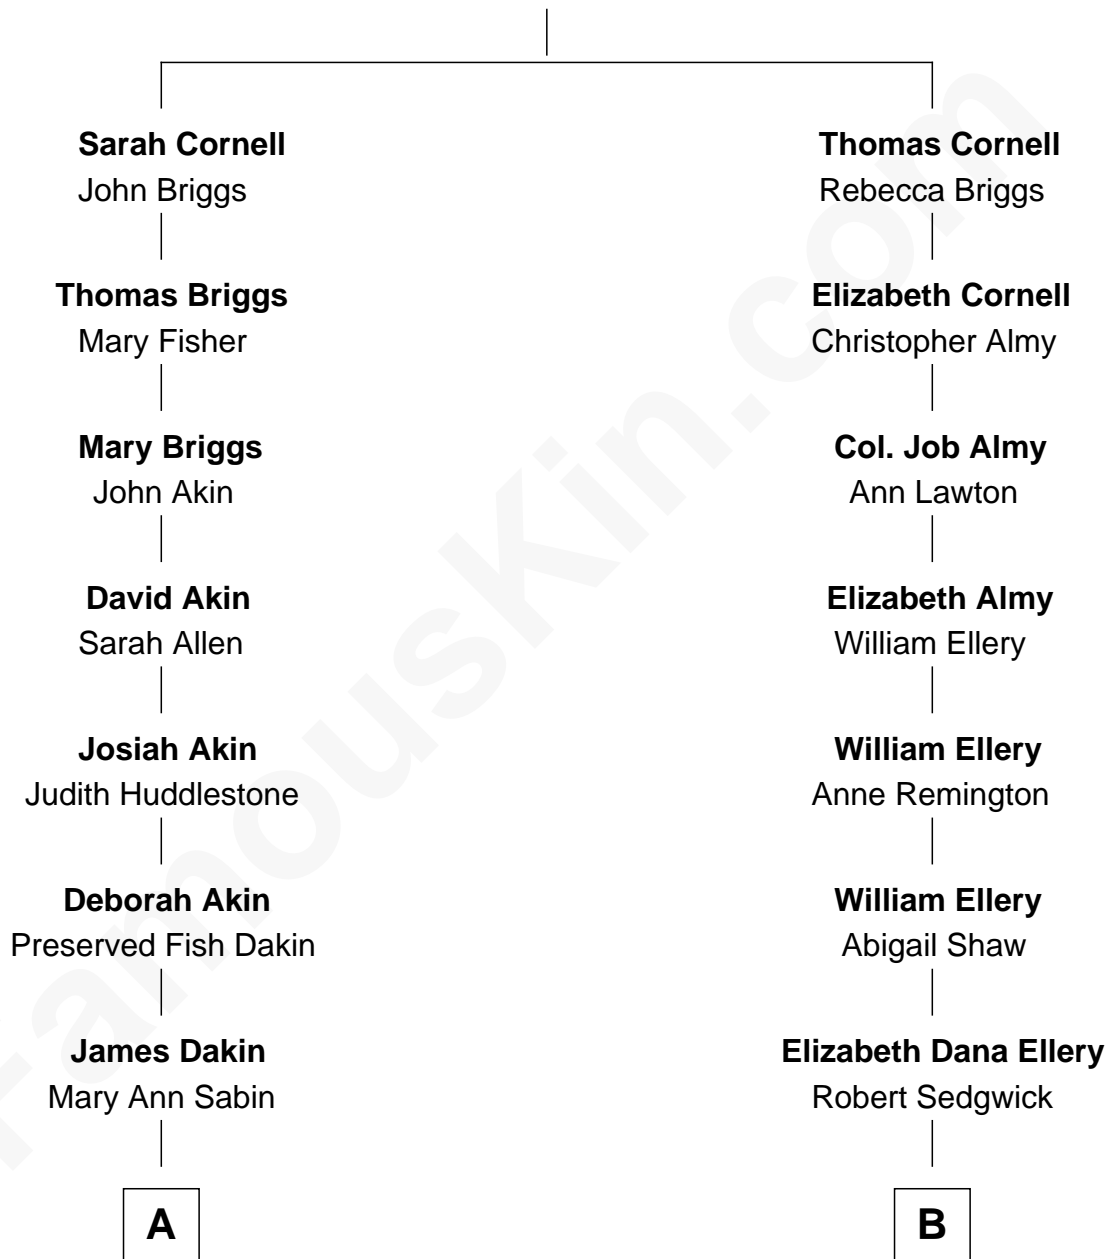 Sarah Cornell
John Briggs
Thomas Briggs
Mary Fisher
Mary Briggs
John Akin
David Akin
Sarah Allen
Josiah Akin
Judith Huddlestone
Deborah Akin
Preserved Fish Dakin
James Dakin
Mary Ann Sabin
A
Thomas Cornell
Rebecca Briggs
Elizabeth Cornell
Christopher Almy
Col. Job Almy
Ann Lawton
Elizabeth Almy
William Ellery
William Ellery
Anne Remington
William Ellery
Abigail Shaw
Elizabeth Dana Ellery
Robert Sedgwick
B
FamousKin.com